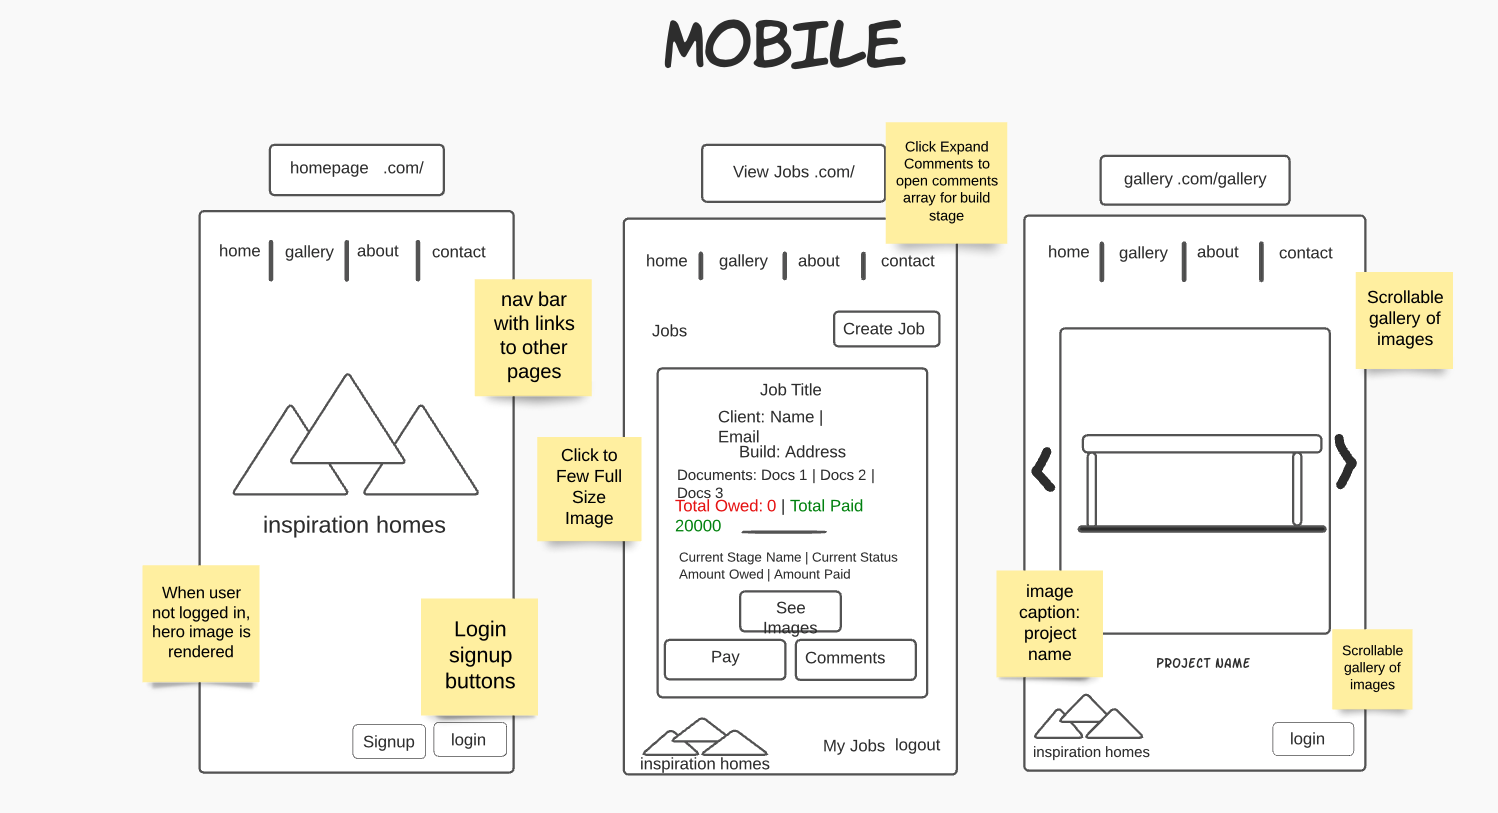 MOBILE
homepage .com/
home
gallery
about
contact
nav bar
with links
to other
pages
inspiration homes
When user
not logged in,
hero image is
rendered
Login
signup
buttons
Signup
login
View Jobs .com/
Click Expand
Comments to
open comments
array for build
stage
home
gallery
about
contact
Jobs
Create Job
Click to
Few Full
Size
Image
Job Title
Client: Name |
Email
Build: Address
Documents: Docs 1 | Docs 2 |
Docs 3
Total Owed: 0 | Total Paid
20000
Current Stage Name | Current Status
Amount Owed | Amount Paid
See
Images
Pay
Comments
inspiration homes
My Jobs
logout
gallery .com/gallery
home
gallery
about
contact
Scrollable
gallery of
images
image
caption:
project
name
PROJECT NAME
Scrollable
gallery of
images
inspiration homes
login